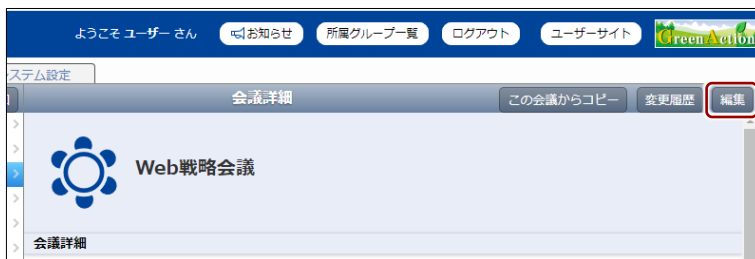 ようこそ ユーザー さん お知らせ 所属グループ一覧 ログアウト ユーザーサイト GreenAction
ステム設定
会議詳細 この会議からコピー 変更履歴 編集
Web戦略会議
会議詳細